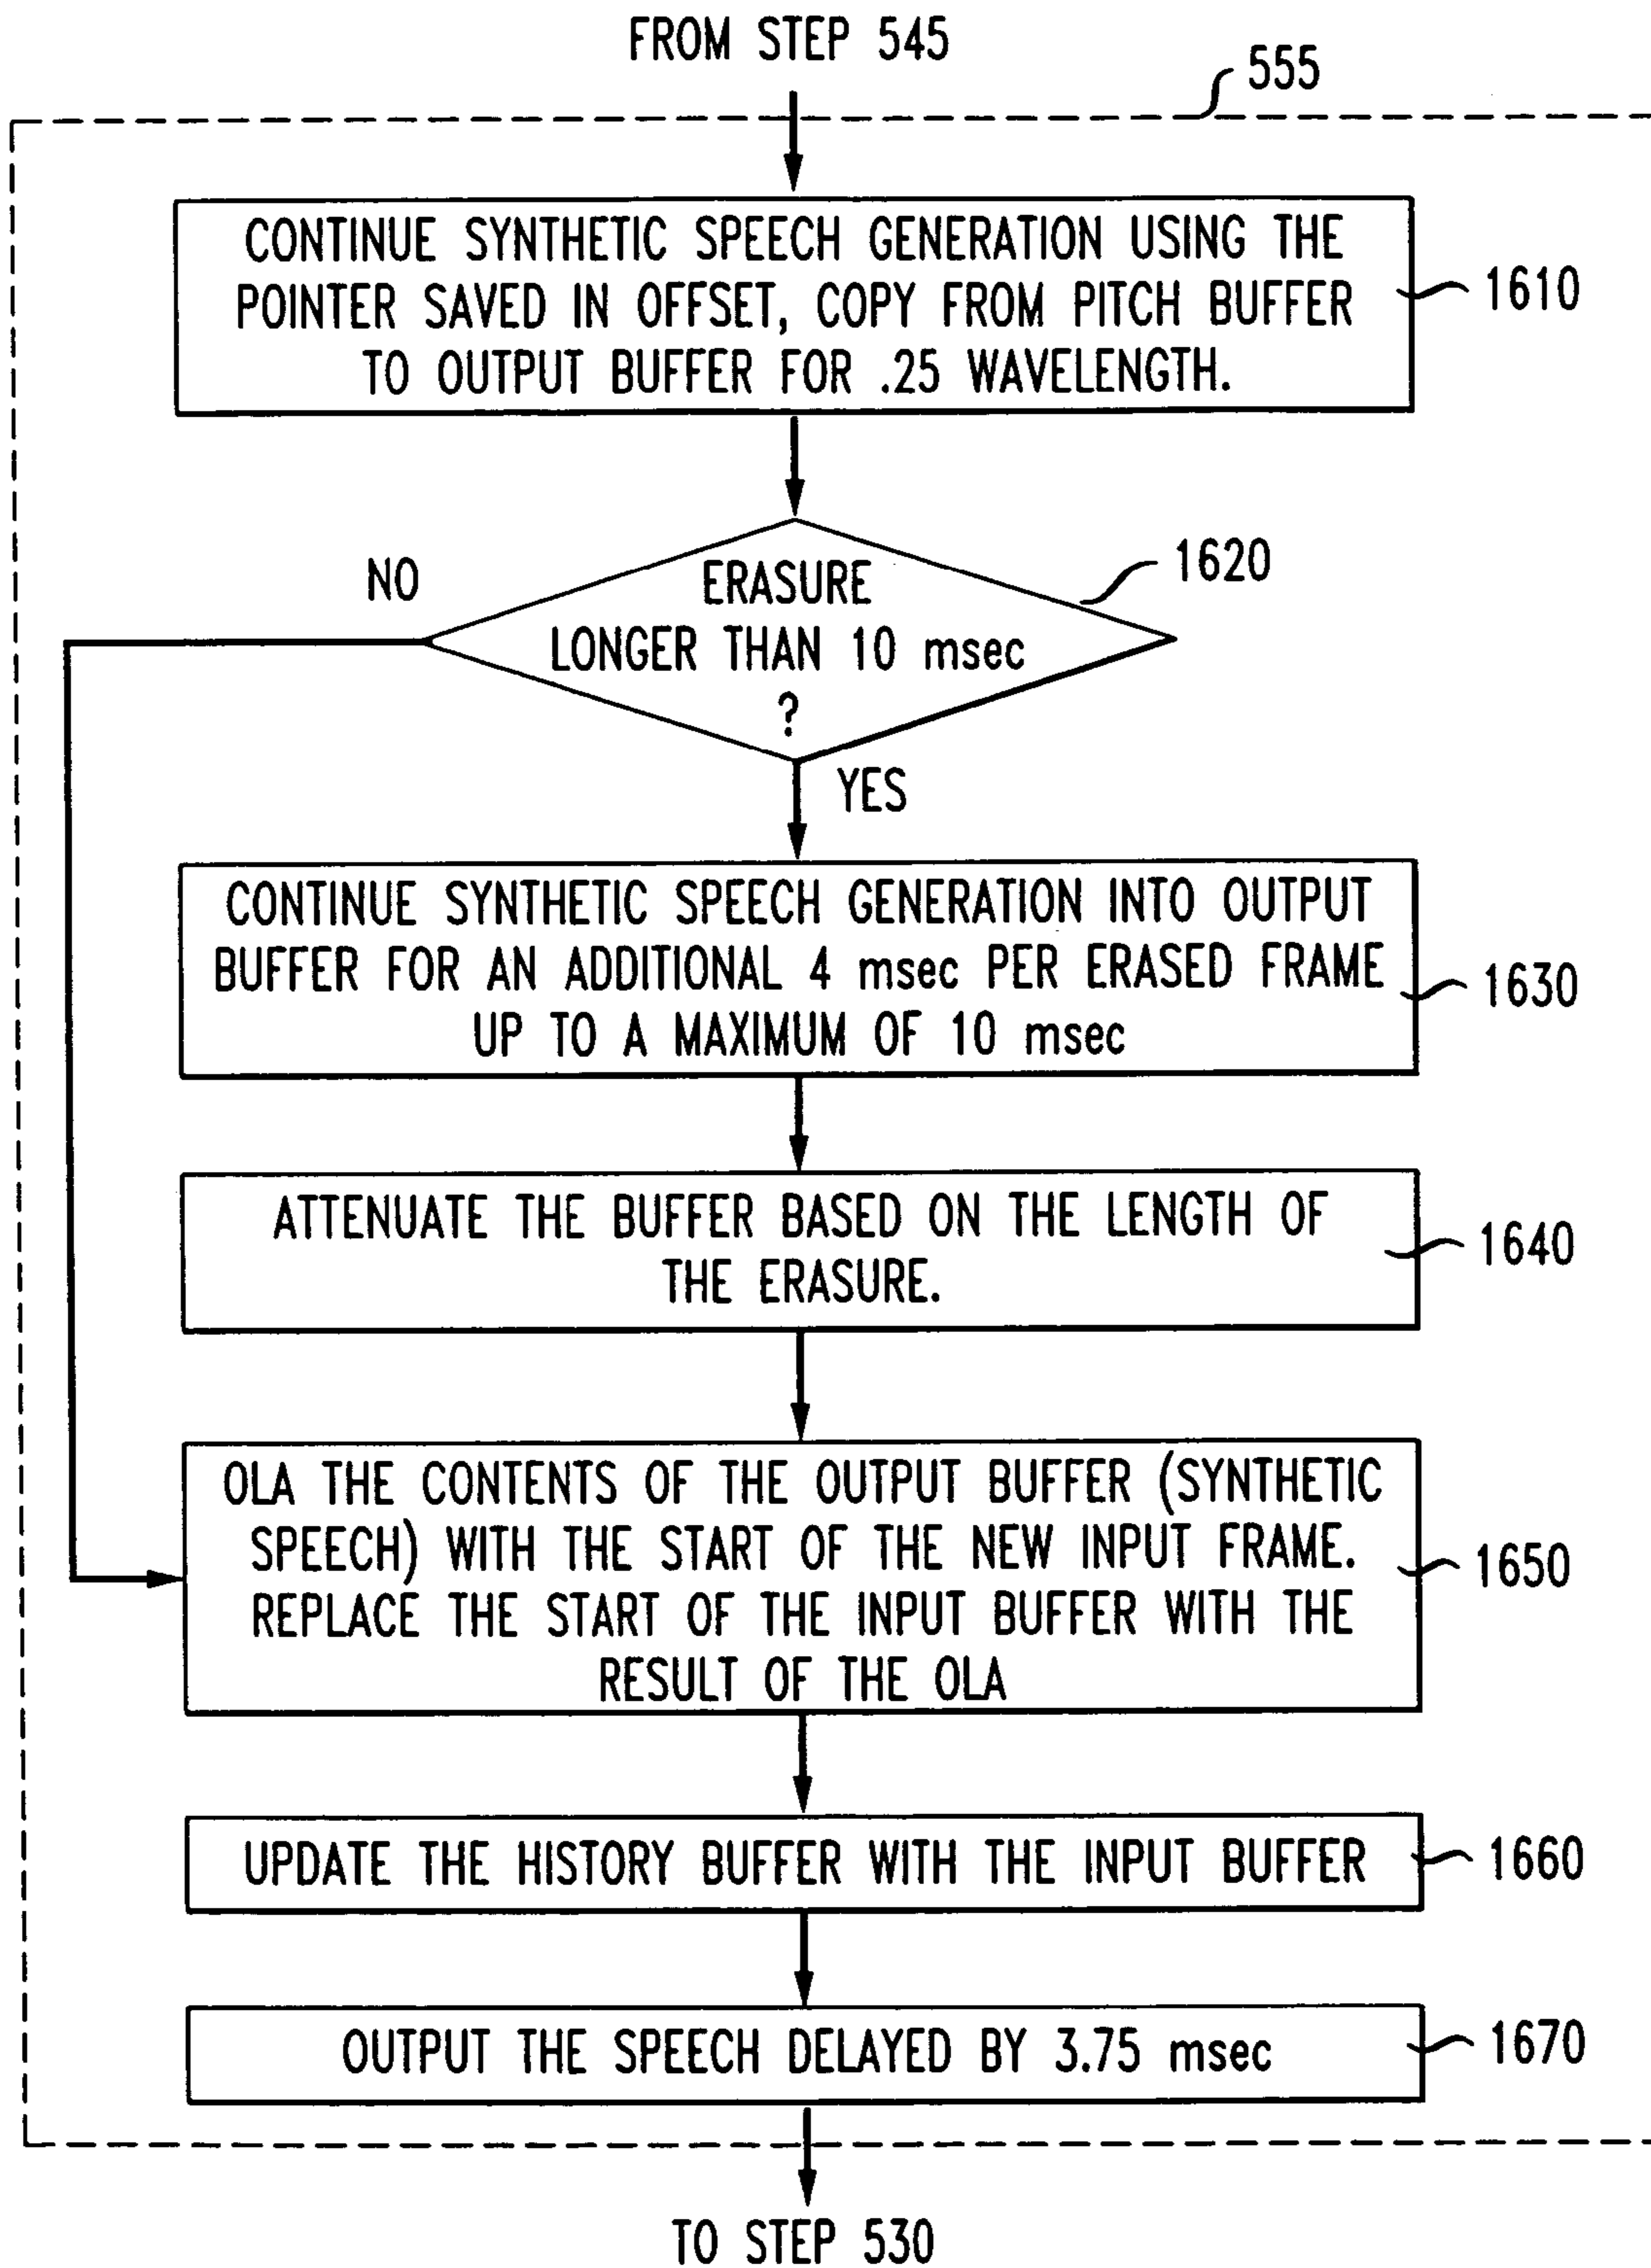 FROM STEP 545
555
CONTINUE SYNTHETIC SPEECH GENERATION USING THE
POINTER SAVED IN OFFSET, COPY FROM PITCH BUFFER
TO OUTPUT BUFFER FOR .25 WAVELENGTH.
1610
NO
ERASURE
LONGER THAN 10 msec
?
1620
YES
CONTINUE SYNTHETIC SPEECH GENERATION INTO OUTPUT
BUFFER FOR AN ADDITIONAL 4 msec PER ERASED FRAME
UP TO A MAXIMUM OF 10 msec
1630
ATTENUATE THE BUFFER BASED ON THE LENGTH OF
THE ERASURE.
1640
OLA THE CONTENTS OF THE OUTPUT BUFFER (SYNTHETIC
SPEECH) WITH THE START OF THE NEW INPUT FRAME.
REPLACE THE START OF THE INPUT BUFFER WITH THE
RESULT OF THE OLA
1650
UPDATE THE HISTORY BUFFER WITH THE INPUT BUFFER
1660
OUTPUT THE SPEECH DELAYED BY 3.75 msec
1670
TO STEP 530